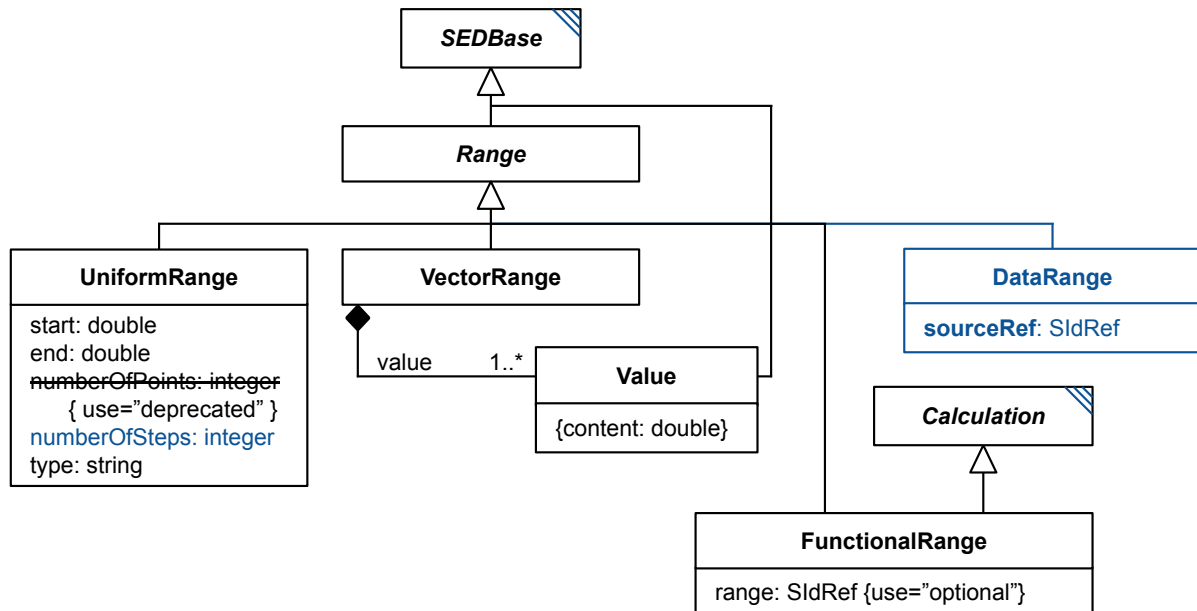 SEDBase
Range
UniformRange
start: double
end: double
numberOfPoints: integer
{ use=”deprecated” }
numberOfSteps: integer
type: string
VectorRange
value 1..*
Value
{content: double}
DataRange
sourceRef: SIdRef
Calculation
FunctionalRange
range: SIdRef {use=”optional”}